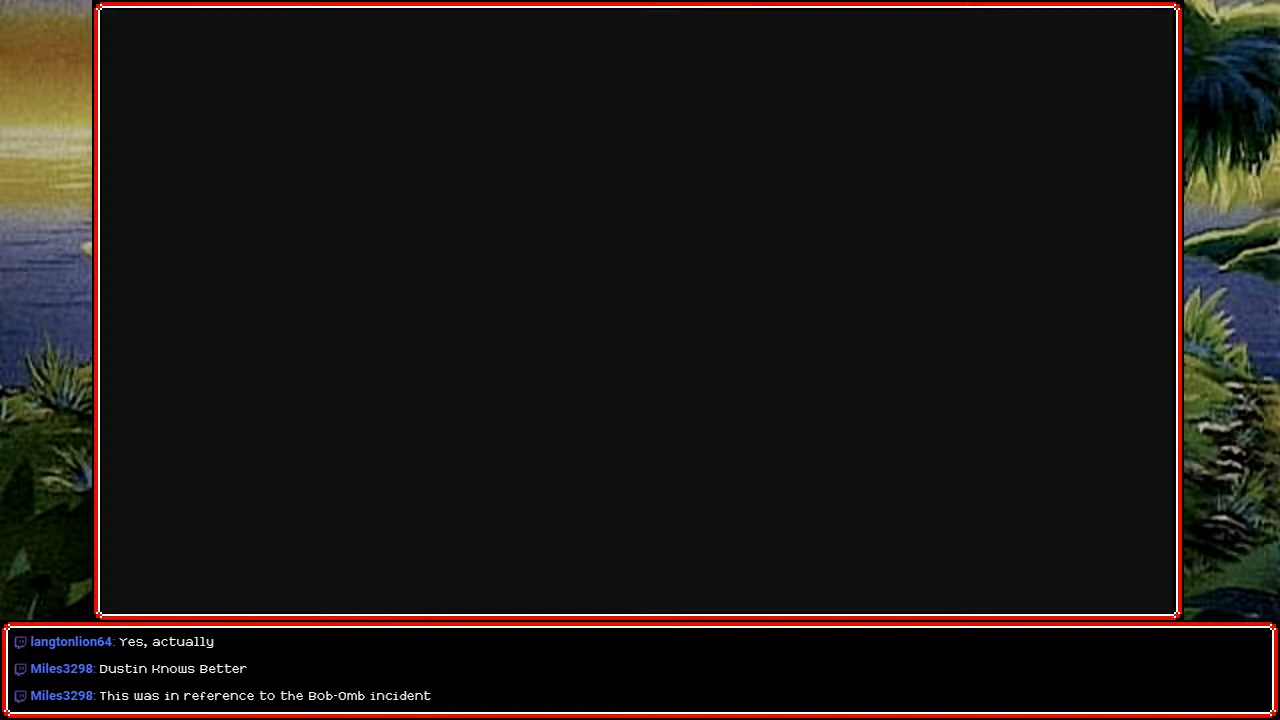 langtonlion64: Yes, actually
Miles3298: Dustin Knows Better
Miles3298: This was in reference to the Bob-Omb incident